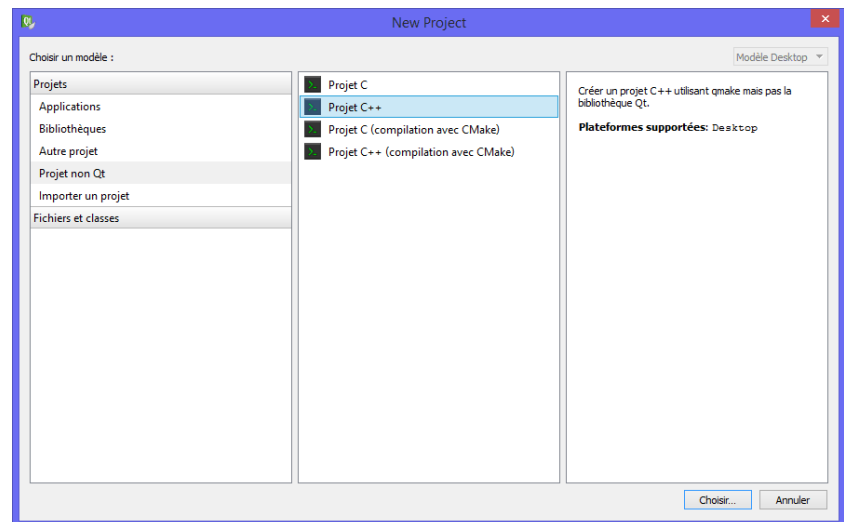 New Project
Choisir un modèle :
Modèle Desktop
Projets
Applications
Bibliothèques
Autre projet
Projet non Qt
Importer un projet
Fichiers et classes
Projet C
Projet C++
Projet C (compilation avec CMake)
Projet C++ (compilation avec CMake)
Créer un projet C++ utilisant qmake mais pas la
bibliothèque Qt.
Plateformes supportées: Desktop
Choisir...
Annuler